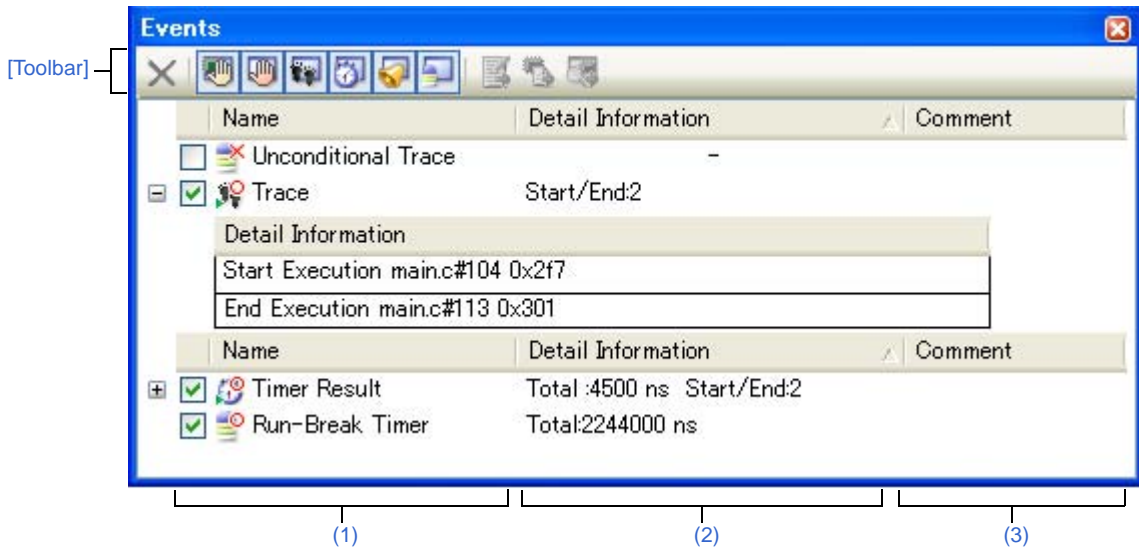 Events
[Toolbar]
Name Detail Information Comment
Unconditional Trace -
Trace Start/End:2
Detail Information
Start Execution main.c#104 0x2f7
End Execution main.c#113 0x301
Name Detail Information Comment
Timer Result Total :4500 ns Start/End:2
Run-Break Timer Total:2244000 ns
(1) (2) (3)